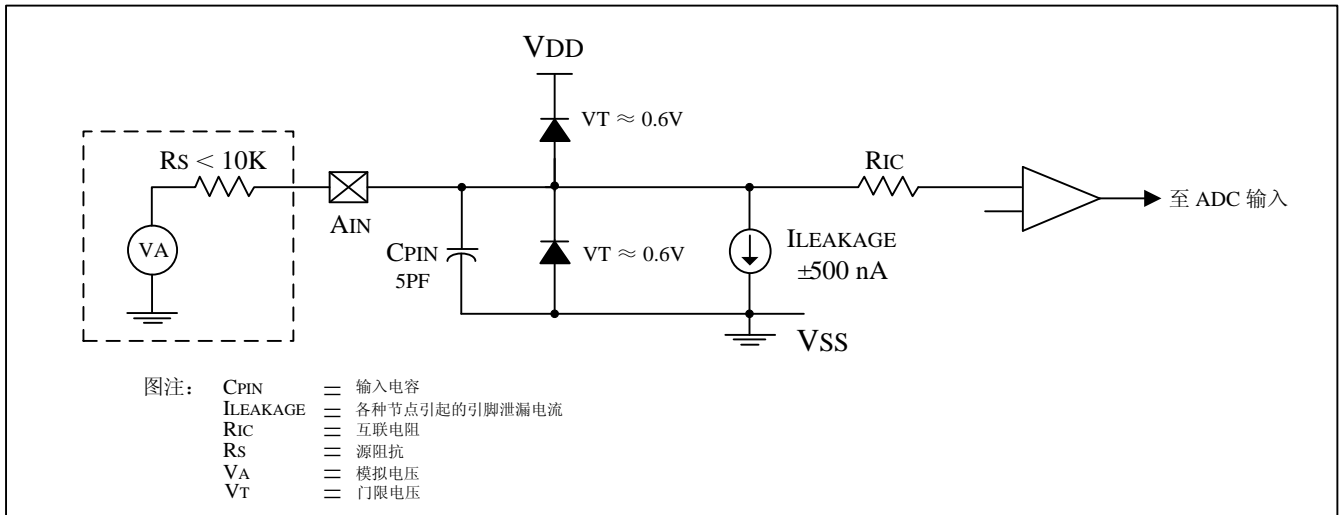 VDD
VT ≈ 0.6V
RS < 10K
RIC
至 ADC 输入
AIN
VA
CPIN
5PF
VT ≈ 0.6V
ILEAKAGE
±500 nA
VSS
图注： CPIN = 输入电容
ILEAKAGE = 各种节点引起的引脚泄漏电流
RIC = 互联电阻
RS = 源阻抗
VA = 模拟电压
VT = 门限电压